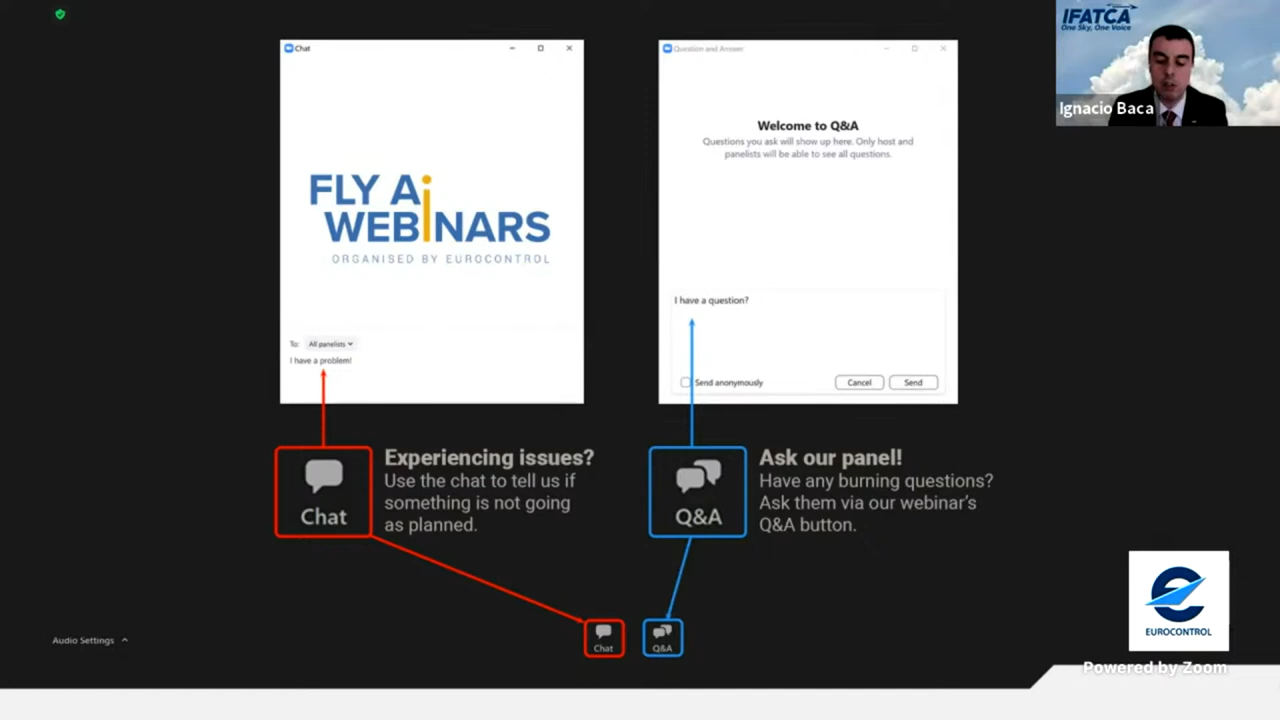 Chat
FLY Ai
WEBiNARS
ORGANISED BY EUROCONTROL
To: All panelists
I have a problem!
Question and Answer
Welcome to Q&A
Questions you ask will show up here. Only host and
panelists will be able to see all questions.
I have a question?
Send anonymously
Cancel
Send
IFATCA
One Sky, One Voice
Ignacio Baca
Chat
Experiencing issues?
Use the chat to tell us if
something is not going
as planned.
Q&A
Ask our panel!
Have any burning questions?
Ask them via our webinar's
Q&A button.
Audio Settings
Chat
Q&A
EUROCONTROL
Powered by Zoom